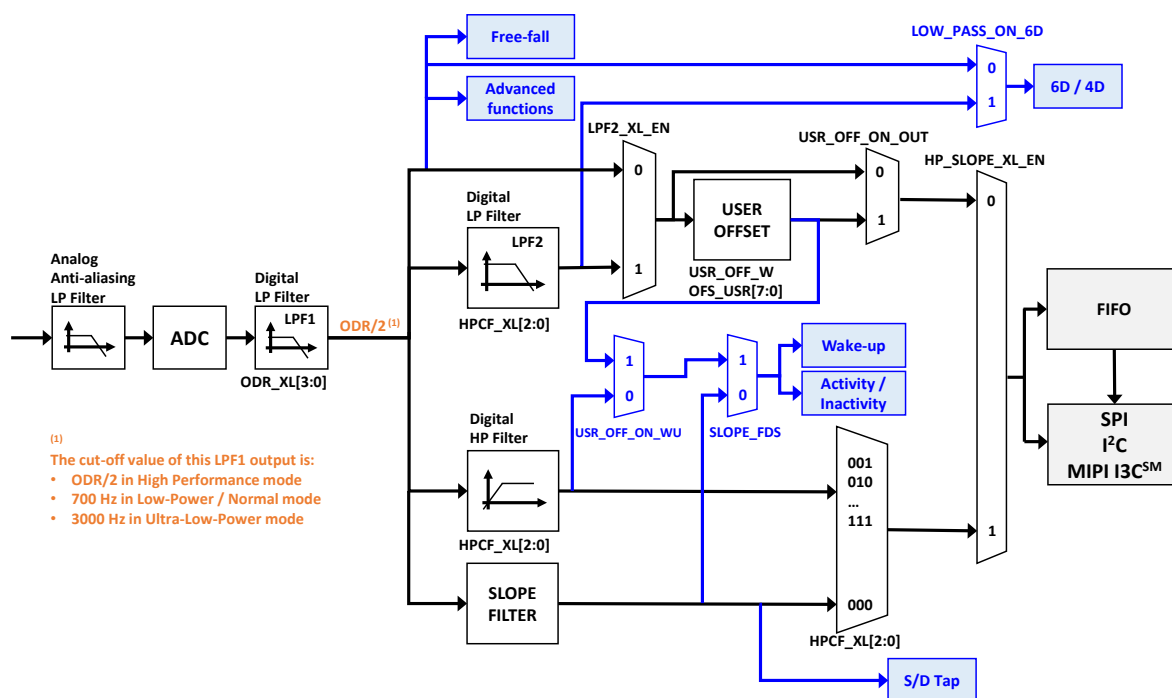 Free-fall
LOW_PASS_ON_6D
0
1
6D / 4D
Advanced
functions
LPF2_XL_EN
0
1
USR_OFF_ON_OUT
0
1
HP_SLOPE_XL_EN
0
1
Digital
LP Filter
LPF2
HPCF_XL[2:0]
USER
OFFSET
USR_OFF_W
OFS_USR[7:0]
Analog
Anti-aliasing
LP Filter
ADC
Digital
LP Filter
LPF1
ODR_XL[3:0]
ODR/2 (1)
FIFO
SPI
I2C
MIPI I3CSM
1
0
USR_OFF_ON_WU
1
0
SLOPE_FDS
Wake-up
Activity /
Inactivity
Digital
HP Filter
HPCF_XL[2:0]
001
010
...
111
000
HPCF_XL[2:0]
(1)
The cut-off value of this LPF1 output is:
• ODR/2 in High Performance mode
• 700 Hz in Low-Power / Normal mode
• 3000 Hz in Ultra-Low-Power mode
SLOPE
FILTER
S/D Tap